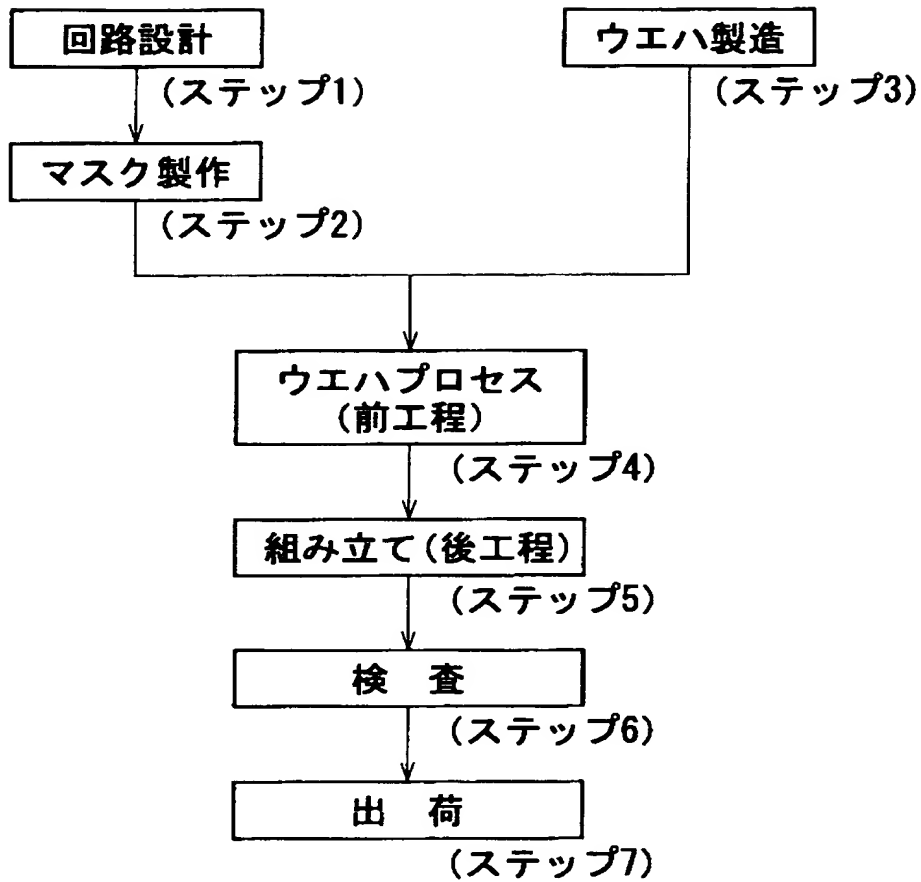 回路設計
(ステップ1)
マスク製作
(ステップ2)
ウエハ製造
(ステップ3)
ウエハプロセス
(前工程)
(ステップ4)
組み立て(後工程)
(ステップ5)
検 査
(ステップ6)
出 荷
(ステップ7)